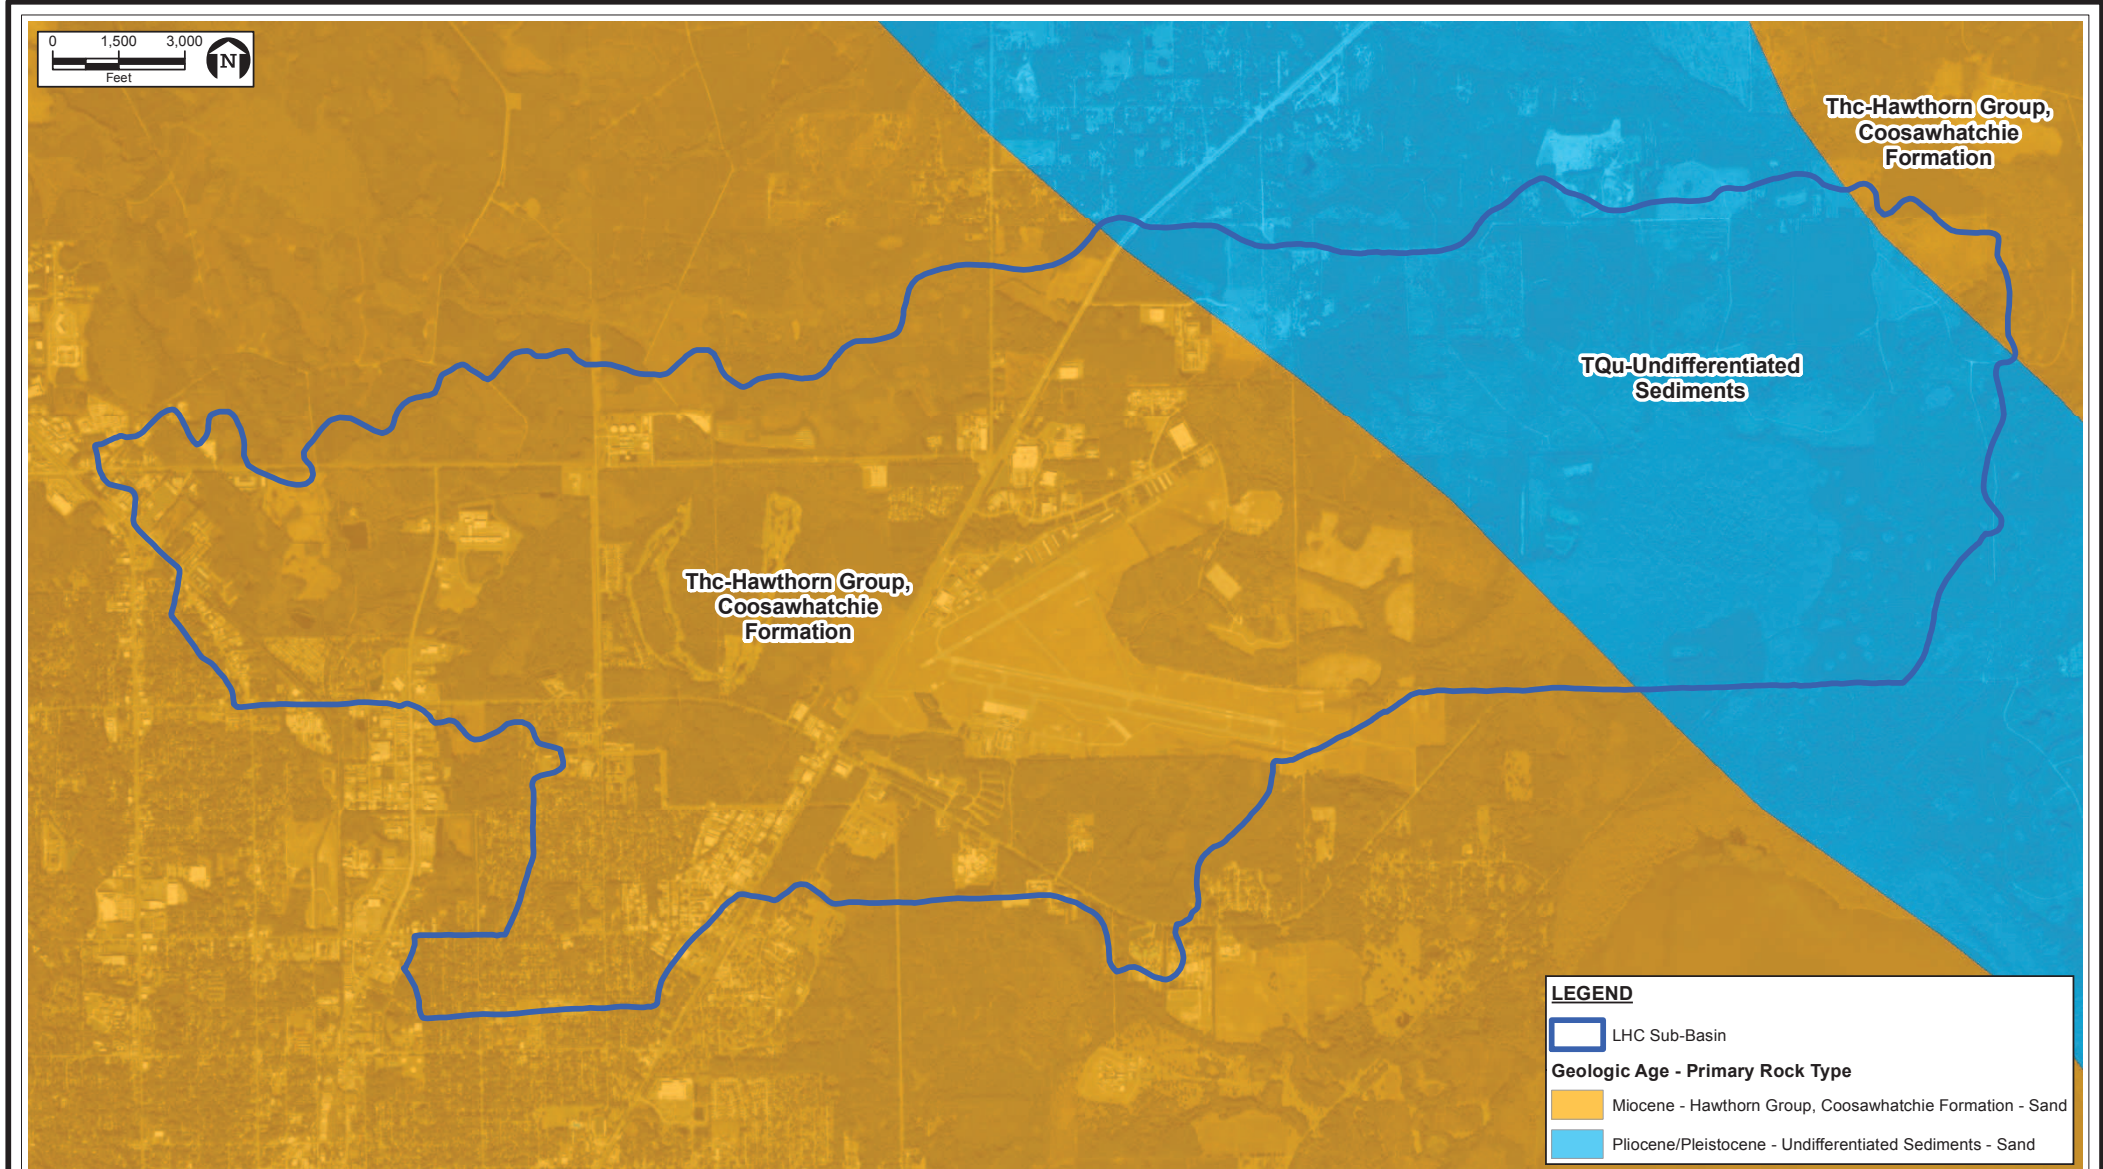 0 1,500 3,000
Feet
N
Thc-Hawthorn Group,
Coosawhatchie
Formation
TQu-Undifferentiated
Sediments
Thc-Hawthorn Group,
Coosawhatchie
Formation
LEGEND
LHC Sub-Basin
Geologic Age - Primary Rock Type
Miocene - Hawthorn Group, Coosawhatchie Formation - Sand
Pliocene/Pleistocene - Undifferentiated Sediments - Sand